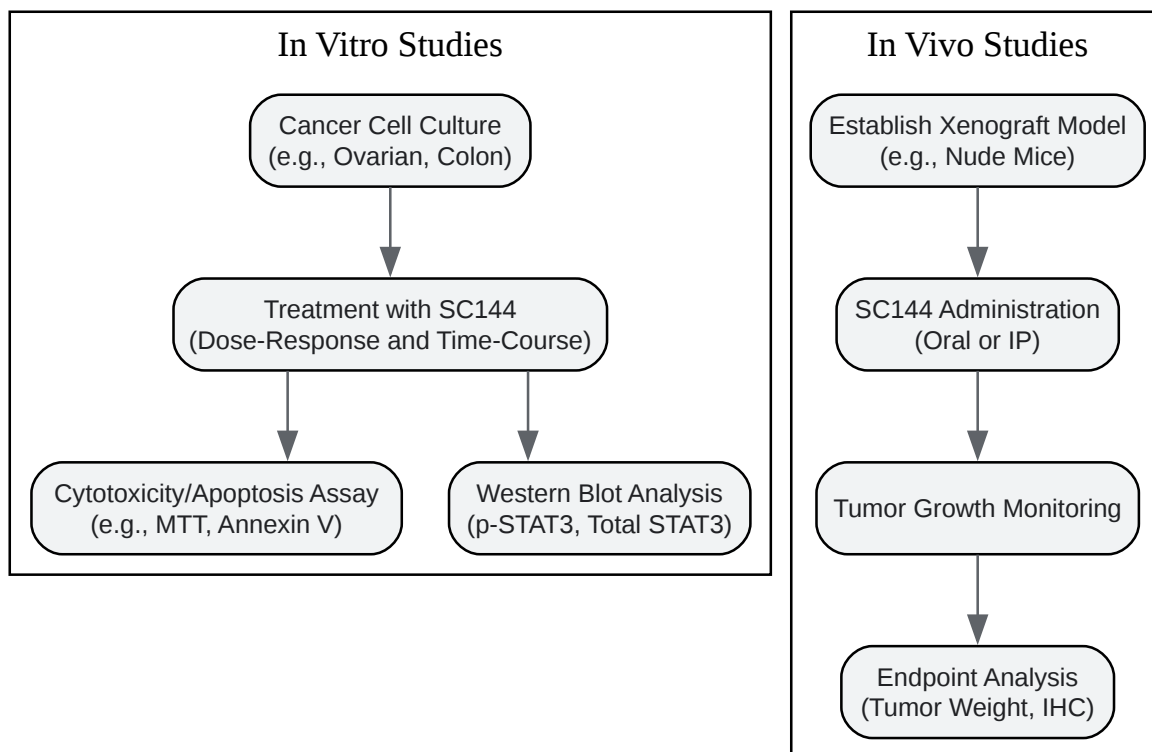 In Vitro Studies
Cancer Cell Culture
(e.g., Ovarian, Colon)
Treatment with SC144
(Dose-Response and Time-Course)
Cytotoxicity/Apoptosis Assay
(e.g., MTT, Annexin V)
Western Blot Analysis
(p-STAT3, Total STAT3)
In Vivo Studies
Establish Xenograft Model
(e.g., Nude Mice)
SC144 Administration
(Oral or IP)
Tumor Growth Monitoring
Endpoint Analysis
(Tumor Weight, IHC)